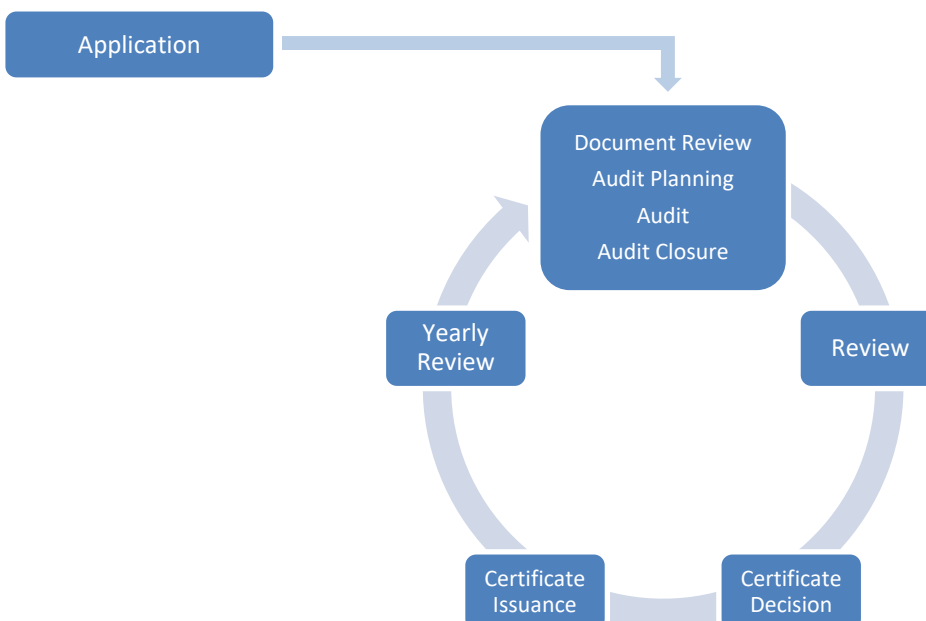 Application
Document Review
Audit Planning
Audit
Audit Closure
Yearly
Review
Review
Certificate
Issuance
Certificate
Decision